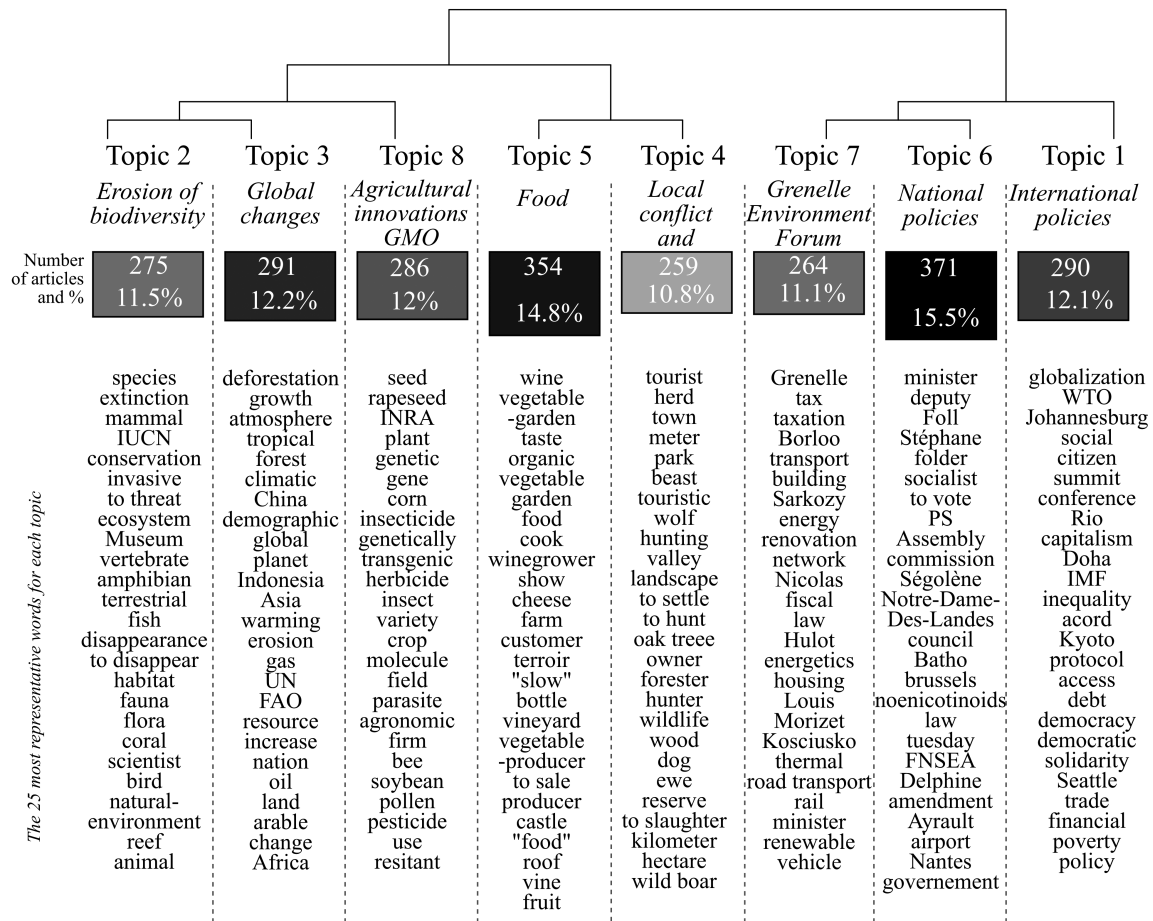 Topic 2
Topic 3
Topic 8
Topic 5
Topic 4
Topic 7
Topic 6
Topic 1
Erosion of
biodiversity
Global
changes
Agricultural
innovations
GMO
Food
Local
conflict
and
Grenelle
Environment
Forum
National
policies
International
policies
Number
of articles
and %
275
11.5%
291
12.2%
286
12%
354
14.8%
259
10.8%
264
11.1%
371
15.5%
290
12.1%
The 25 most representative words for each topic
species
extinction
mammal
IUCN
conservation
invasive
to threat
ecosystem
Museum
vertebrate
amphibian
terrestrial
fish
disappearance
to disappear
habitat
fauna
flora
coral
scientist
bird
natural-
environment
reef
animal
deforestation
growth
atmosphere
tropical
forest
climatic
China
demographic
global
planet
Indonesia
Asia
warming
erosion
gas
UN
FAO
resource
increase
nation
oil
land
arable
change
Africa
seed
rapeseed
INRA
plant
genetic
gene
corn
insecticide
genetically
transgenic
herbicide
insect
variety
crop
molecule
field
parasite
agronomic
firm
bee
soybean
pollen
pesticide
use
resitant
wine
vegetable
-garden
taste
organic
vegetable
garden
food
cook
winegrower
show
cheese
farm
customer
terroir
"slow"
bottle
vineyard
vegetable
-producer
to sale
producer
castle
"food"
roof
vine
fruit
tourist
herd
town
meter
park
beast
touristic
wolf
hunting
valley
landscape
to settle
to hunt
oak treee
owner
forester
hunter
wildlife
wood
dog
ewe
reserve
to slaughter
kilometer
hectare
wild boar
Grenelle
tax
taxation
Borloo
transport
building
Sarkozy
energy
renovation
network
Nicolas
fiscal
law
Hulot
energetics
housing
Louis
Morizet
Kosciusko
thermal
road transport
rail
minister
renewable
vehicle
minister
deputy
Foll
Stéphane
folder
socialist
to vote
PS
Assembly
commission
Ségolène
Notre-Dame-
Des-Landes
council
Batho
brussels
noenicotinoids
law
tuesday
FNSEA
Delphine
amendment
Ayrault
airport
Nantes
governement
globalization
WTO
Johannesburg
social
citizen
summit
conference
Rio
capitalism
Doha
IMF
inequality
acord
Kyoto
protocol
access
debt
democracy
democratic
solidarity
Seattle
trade
financial
poverty
policy